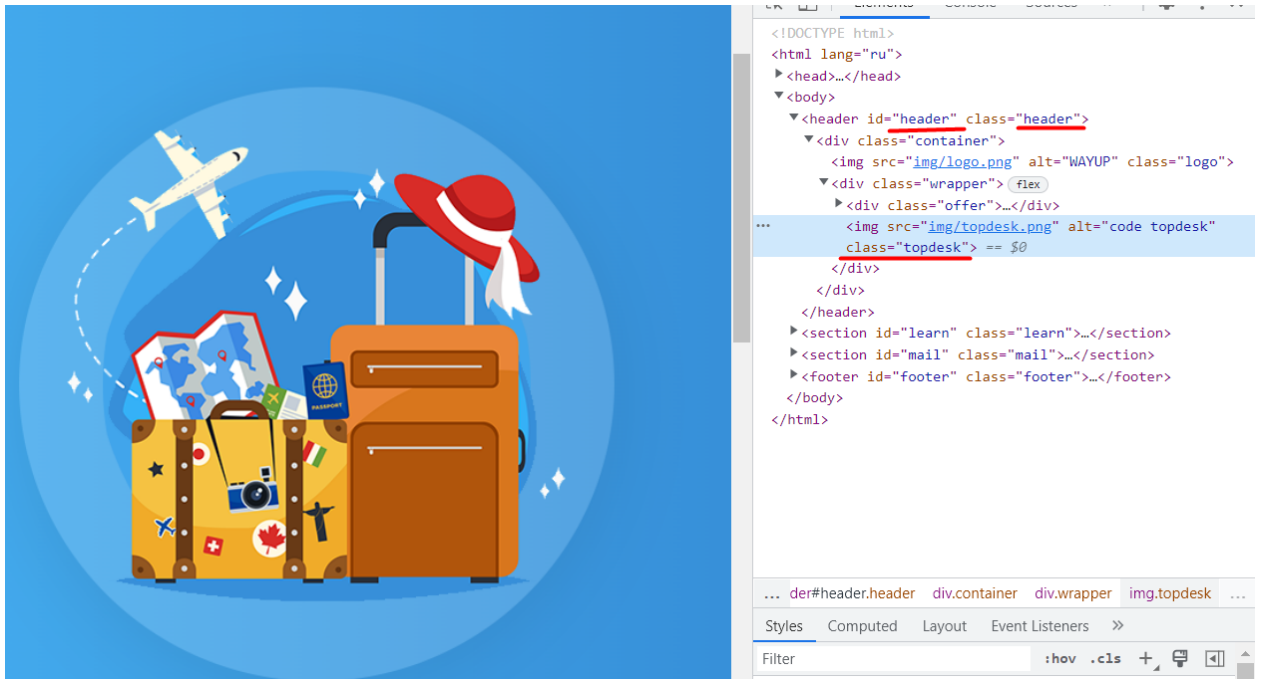 Elements Console Sources
<!DOCTYPE html>
<html lang="ru">
<head>…</head>
<body>
<header id="header" class="header">
<div class="container">
<img src="img/logo.png" alt="WAYUP" class="logo">
<div class="wrapper"> flex
<div class="offer">…</div>
<img src="img/topdesk.png" alt="code topdesk"
class="topdesk"> == $0
</div>
</div>
</header>
<section id="learn" class="learn">…</section>
<section id="mail" class="mail">…</section>
<footer id="footer" class="footer">…</footer>
</body>
</html>
PASSPORT
... der#header.header div.container div.wrapper img.topdesk ...
Styles Computed Layout Event Listeners »
Filter :hov .cls